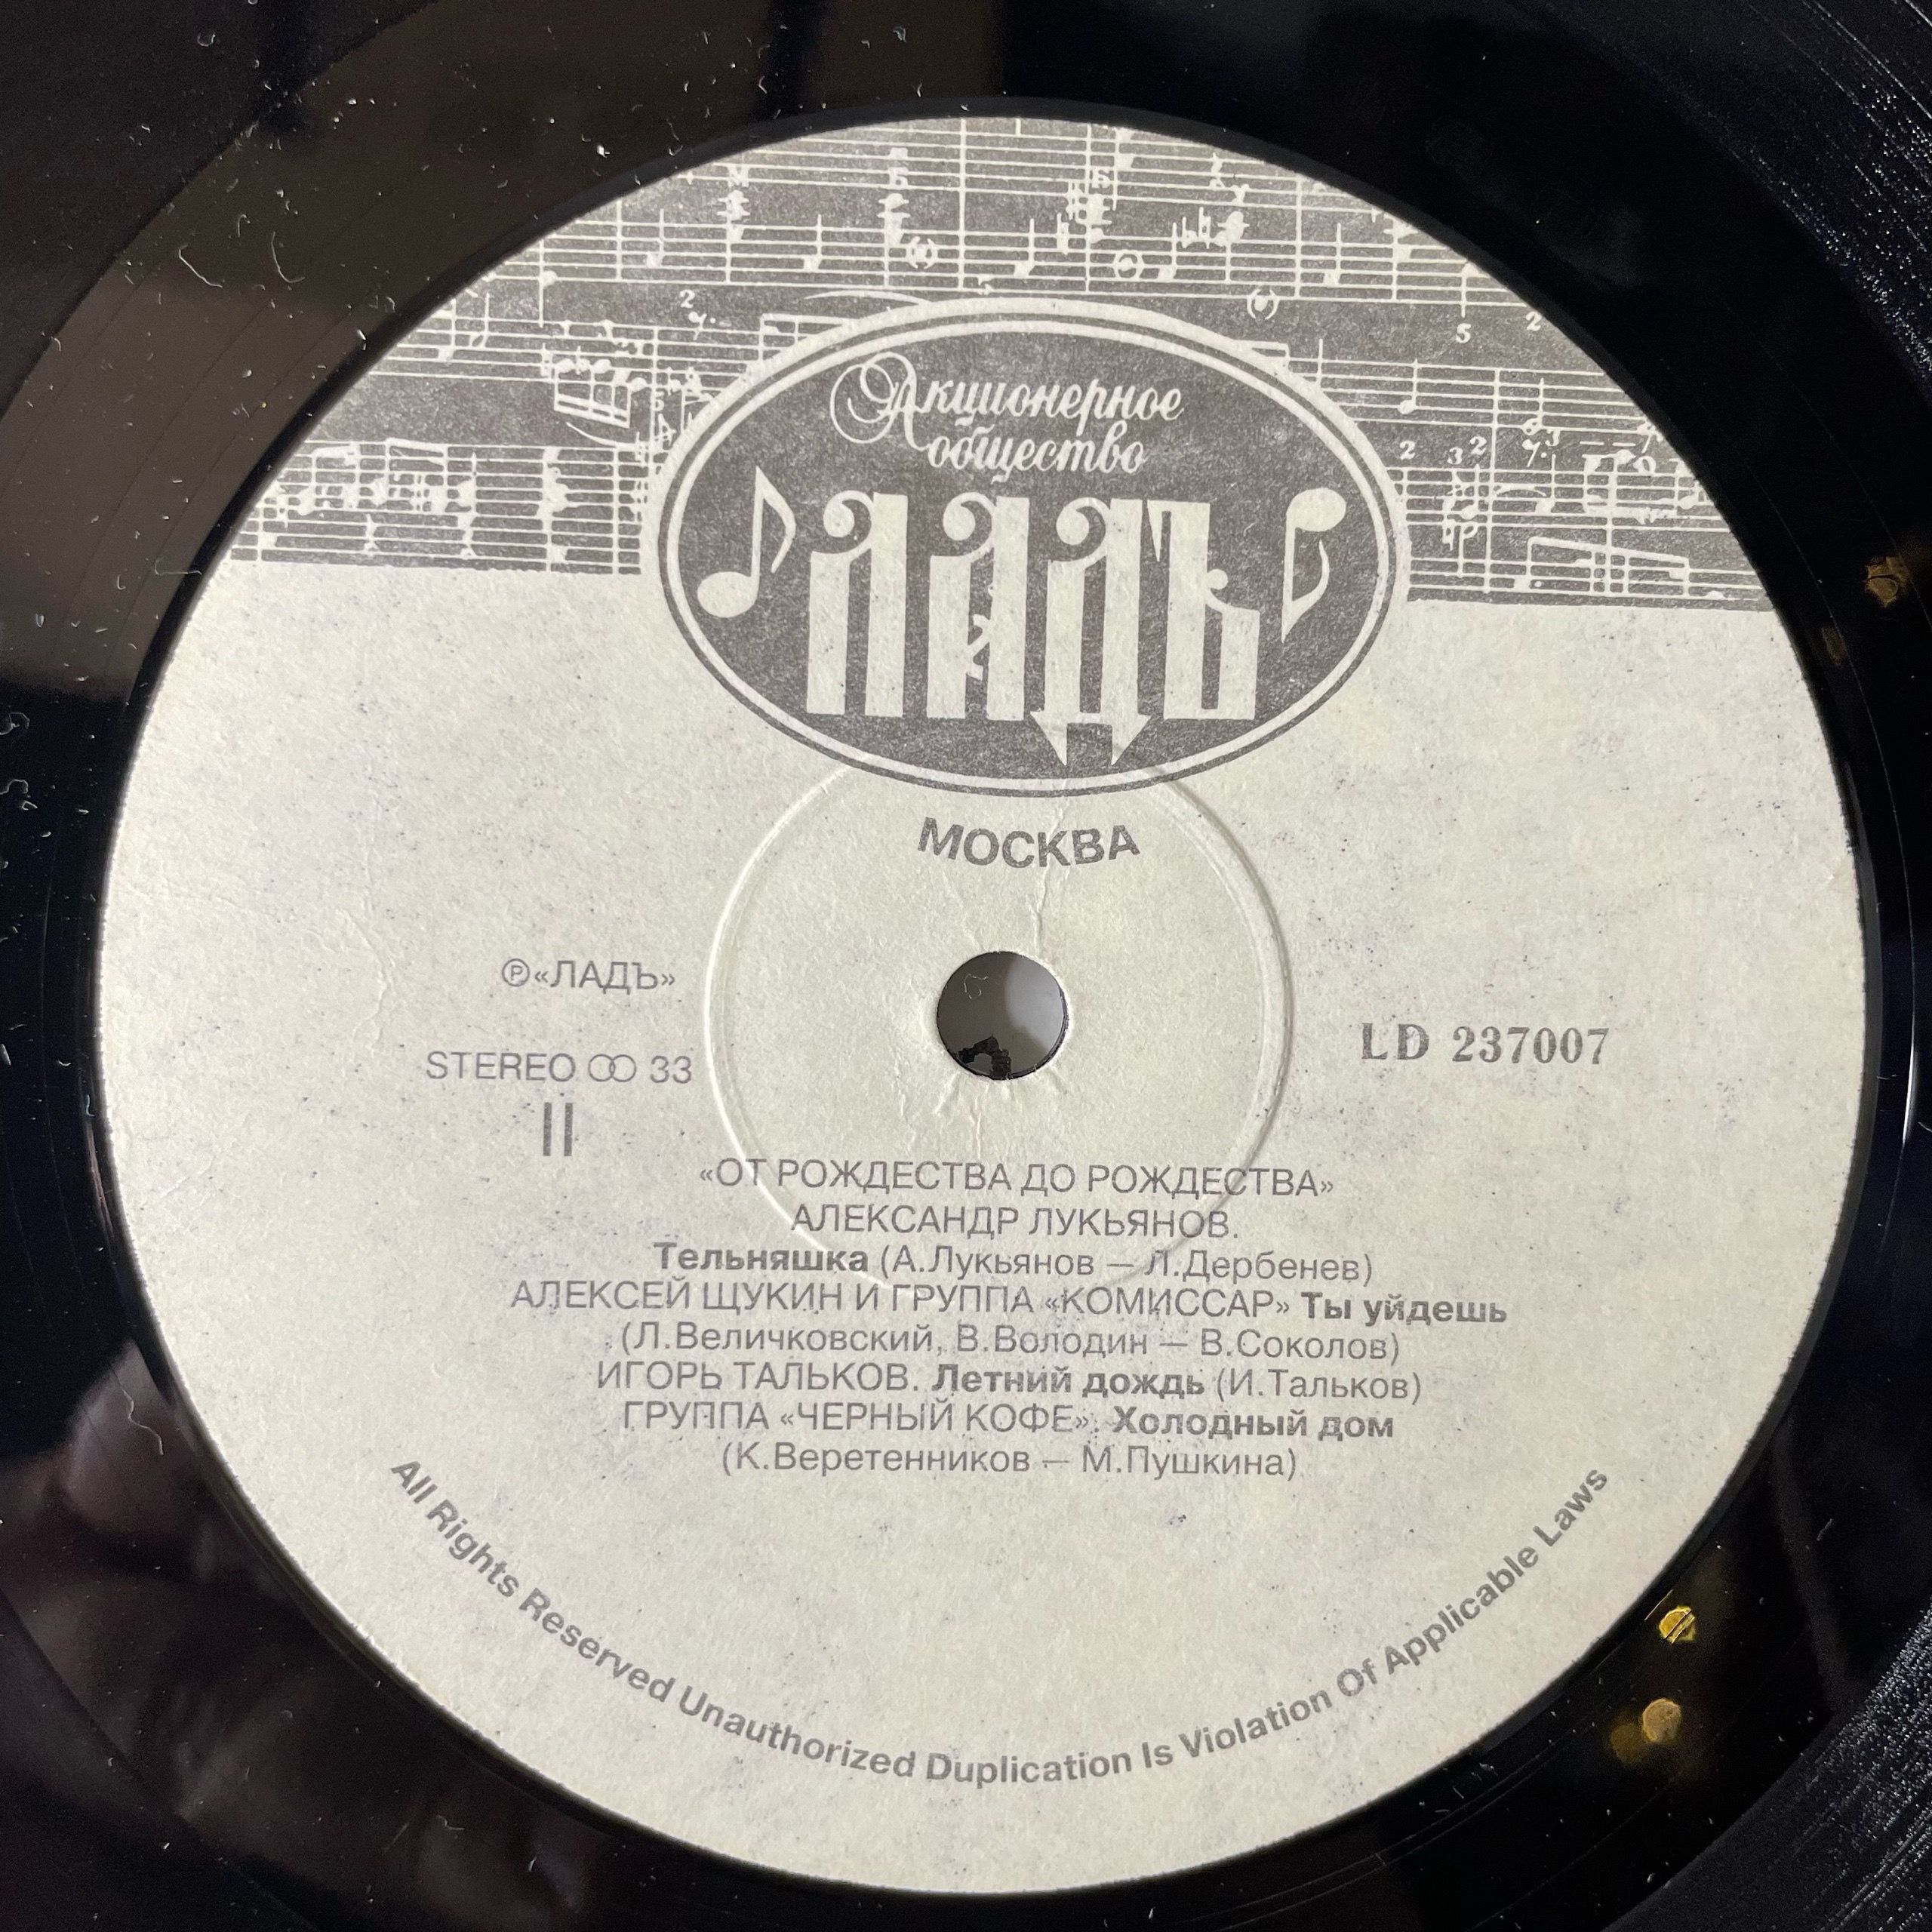 Акционерное
общество
ЛАДЪ
МОСКВА
℗«ЛАДЪ»
LD 237007
STEREO ꝏ 33
II
«ОТ РОЖДЕСТВА ДО РОЖДЕСТВА»
АЛЕКСАНДР ЛУКЬЯНОВ.
Тельняшка (А.Лукьянов — Л.Дербенев)
АЛЕКСЕЙ ЩУКИН И ГРУППА «КОМИССАР» Ты уйдешь
(Л.Величковский, В.Володин — В.Соколов)
ИГОРЬ ТАЛЬКОВ. Летний дождь (И.Тальков)
ГРУППА «ЧЕРНЫЙ КОФЕ». Холодный дом
(К.Веретенников — М.Пушкина)
All Rights Reserved Unauthorized Duplication Is Violation Of Applicable Laws